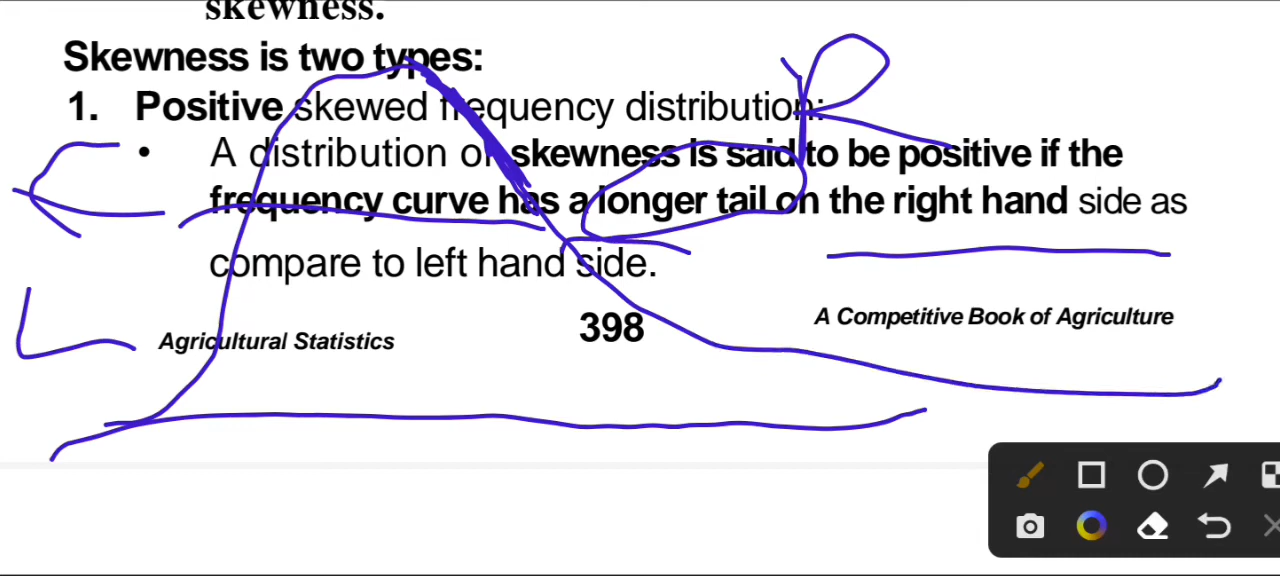 skewness.
Skewness is two types:
1. Positive skewed frequency distribution:
• A distribution of skewness is said to be positive if the
frequency curve has a longer tail on the right hand side as
compare to left hand side.
398
A Competitive Book of Agriculture
Agricultural Statistics
R
L